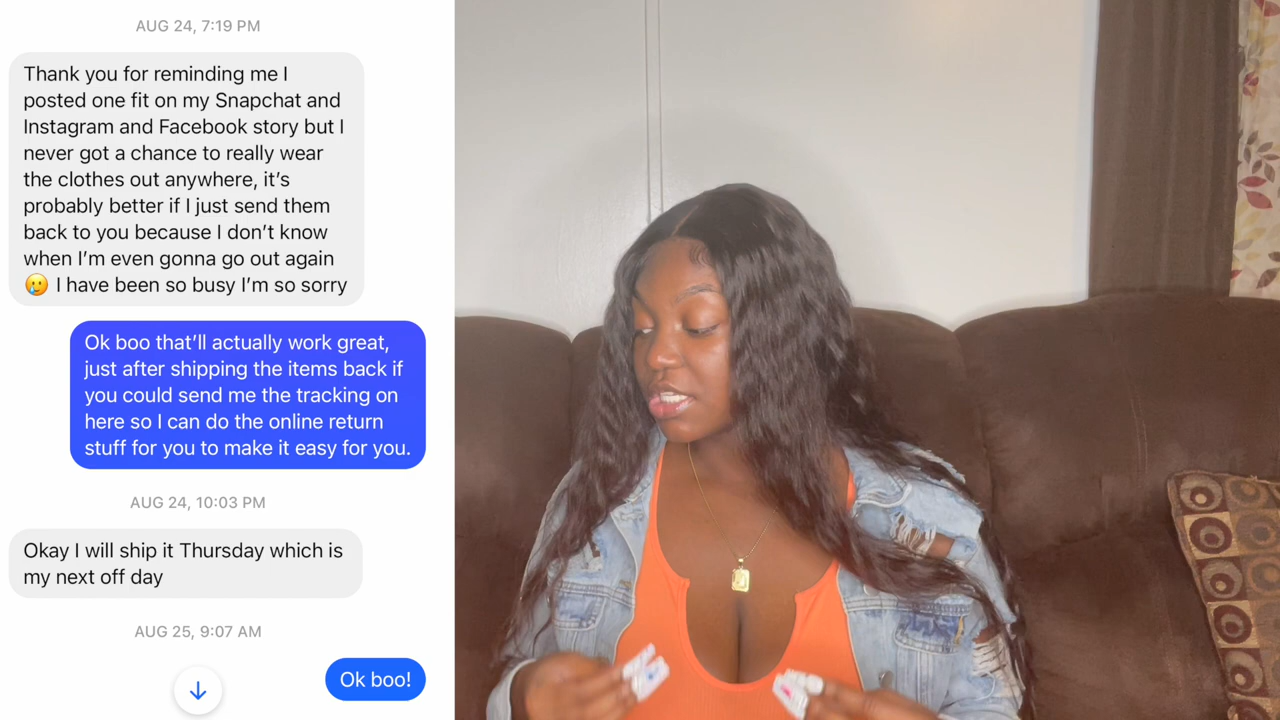 AUG 24, 7:19 PM
Thank you for reminding me I
posted one fit on my Snapchat and
Instagram and Facebook story but I
never got a chance to really wear
the clothes out anywhere, it’s
probably better if I just send them
back to you because I don’t know
when I’m even gonna go out again
🥲 I have been so busy I’m so sorry
Ok boo that’ll actually work great,
just after shipping the items back if
you could send me the tracking on
here so I can do the online return
stuff for you to make it easy for you.
AUG 24, 10:03 PM
Okay I will ship it Thursday which is
my next off day
AUG 25, 9:07 AM
Ok boo!